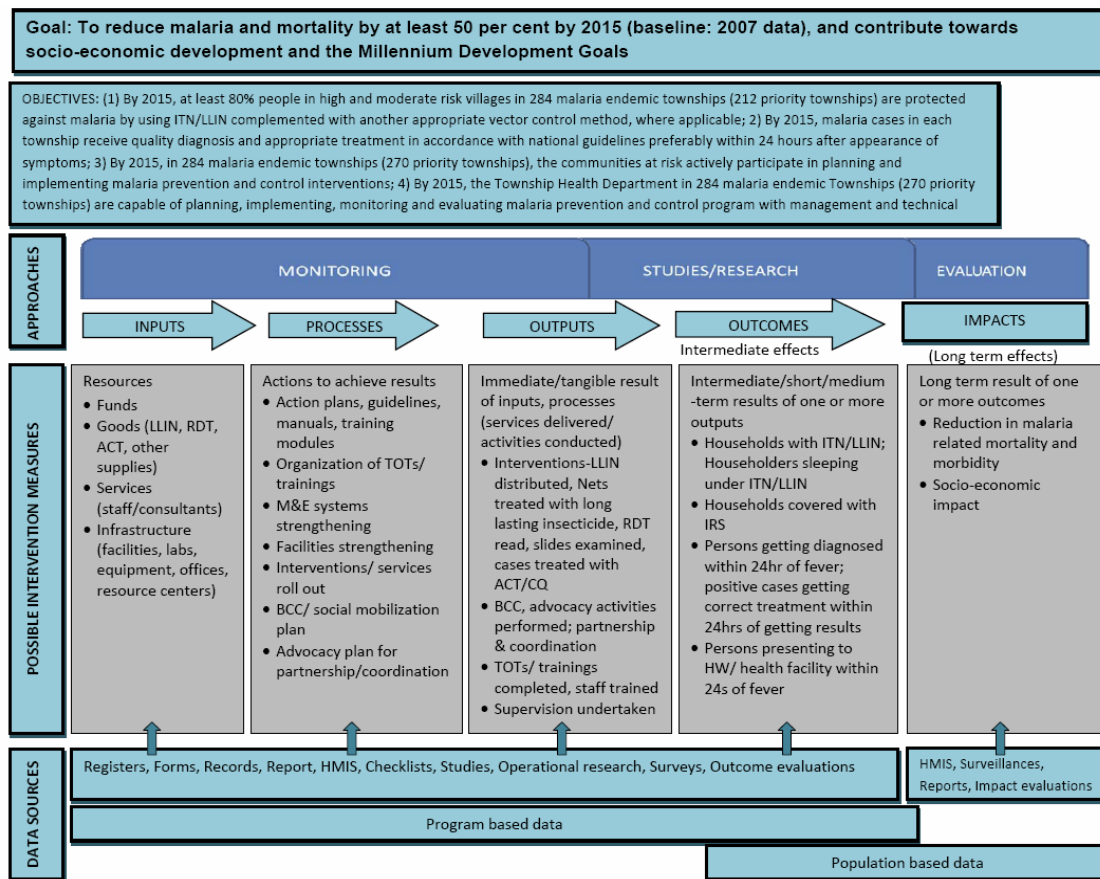 Goal: To reduce malaria and mortality by at least 50 per cent by 2015 (baseline: 2007 data), and contribute towards
socio-economic development and the Millennium Development Goals
OBJECTIVES: (1) By 2015, at least 80% people in high and moderate risk villages in 284 malaria endemic townships (212 priority townships) are protected
against malaria by using ITN/LLIN complemented with another appropriate vector control method, where applicable; 2) By 2015, malaria cases in each
township receive quality diagnosis and appropriate treatment in accordance with national guidelines preferably within 24 hours after appearance of
symptoms; 3) By 2015, in 284 malaria endemic townships (270 priority townships), the communities at risk actively participate in planning and
implementing malaria prevention and control interventions; 4) By 2015, the Township Health Department in 284 malaria endemic Townships (270 priority
townships) are capable of planning, implementing, monitoring and evaluating malaria prevention and control program with management and technical
APPROACHES
MONITORING
STUDIES/RESEARCH
EVALUATION
INPUTS
PROCESSES
OUTPUTS
OUTCOMES
Intermediate effects
IMPACTS
(Long term effects)
POSSIBLE INTERVENTION MEASURES
Resources
• Funds
• Goods (LLIN, RDT,
ACT, other
supplies)
• Services
(staff/consultants)
• Infrastructure
(facilities, labs,
equipment, offices,
resource centers)
Actions to achieve results
• Action plans, guidelines,
manuals, training
modules
• Organization of TOTs/
trainings
• M&E systems
strengthening
• Facilities strengthening
• Interventions/ services
roll out
• BCC/ social mobilization
plan
• Advocacy plan for
partnership/coordination
Immediate/tangible result
of inputs, processes
(services delivered/
activities conducted)
• Interventions-LLIN
distributed, Nets
treated with long
lasting insecticide, RDT
read, slides examined,
cases treated with
ACT/CQ
• BCC, advocacy activities
performed; partnership
& coordination
• TOTs/ trainings
completed, staff trained
• Supervision undertaken
Intermediate/short/medium
-term results of one or more
outputs
• Households with ITN/LLIN;
Householders sleeping
under ITN/LLIN
• Households covered with
IRS
• Persons getting diagnosed
within 24hr of fever;
positive cases getting
correct treatment within
24hrs of getting results
• Persons presenting to
HW/ health facility within
24s of fever
Long term result of one
or more outcomes
• Reduction in malaria
related mortality and
morbidity
• Socio-economic
impact
DATA SOURCES
Registers, Forms, Records, Report, HMIS, Checklists, Studies, Operational research, Surveys, Outcome evaluations
HMIS, Surveillances,
Reports, Impact evaluations
Program based data
Population based data